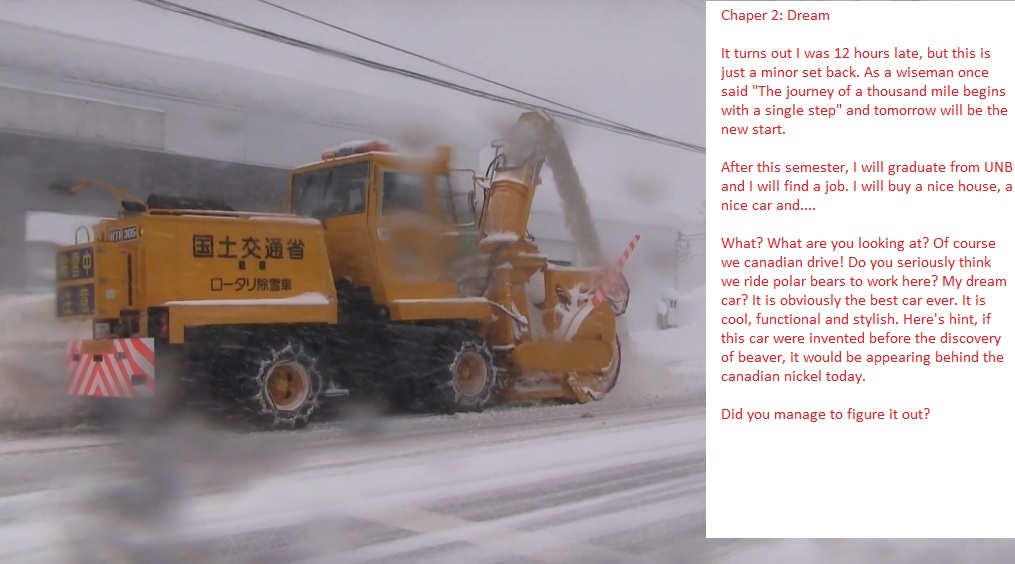 国土交通省
ロータリ除雪車
除雪中
注意
Chaper 2: Dream
It turns out I was 12 hours late, but this is
just a minor set back. As a wiseman once
said "The journey of a thousand mile begins
with a single step" and tomorrow will be the
new start.
After this semester, I will graduate from UNB
and I will find a job. I will buy a nice house, a
nice car and....
What? What are you looking at? Of course
we canadian drive! Do you seriously think
we ride polar bears to work here? My dream
car? It is obviously the best car ever. It is
cool, functional and stylish. Here's hint, if
this car were invented before the discovery
of beaver, it would be appearing behind the
canadian nickel today.
Did you manage to figure it out?